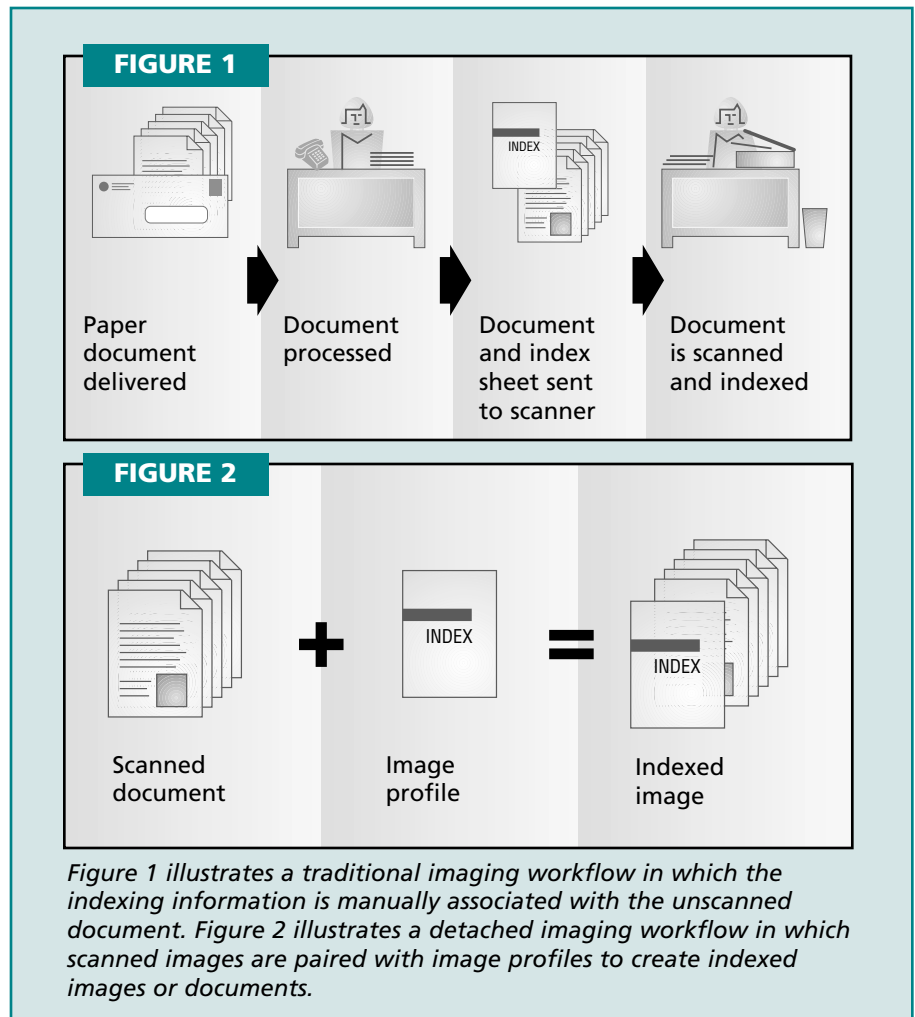 FIGURE 1
INDEX
Paper
document
delivered
Document
processed
Document
and index
sheet sent
to scanner
Document
is scanned
and indexed
FIGURE 2
INDEX
INDEX
Scanned
document
Image
profile
Indexed
image
Figure 1 illustrates a traditional imaging workflow in which the
indexing information is manually associated with the unscanned
document. Figure 2 illustrates a detached imaging workflow in which
scanned images are paired with image profiles to create indexed
images or documents.